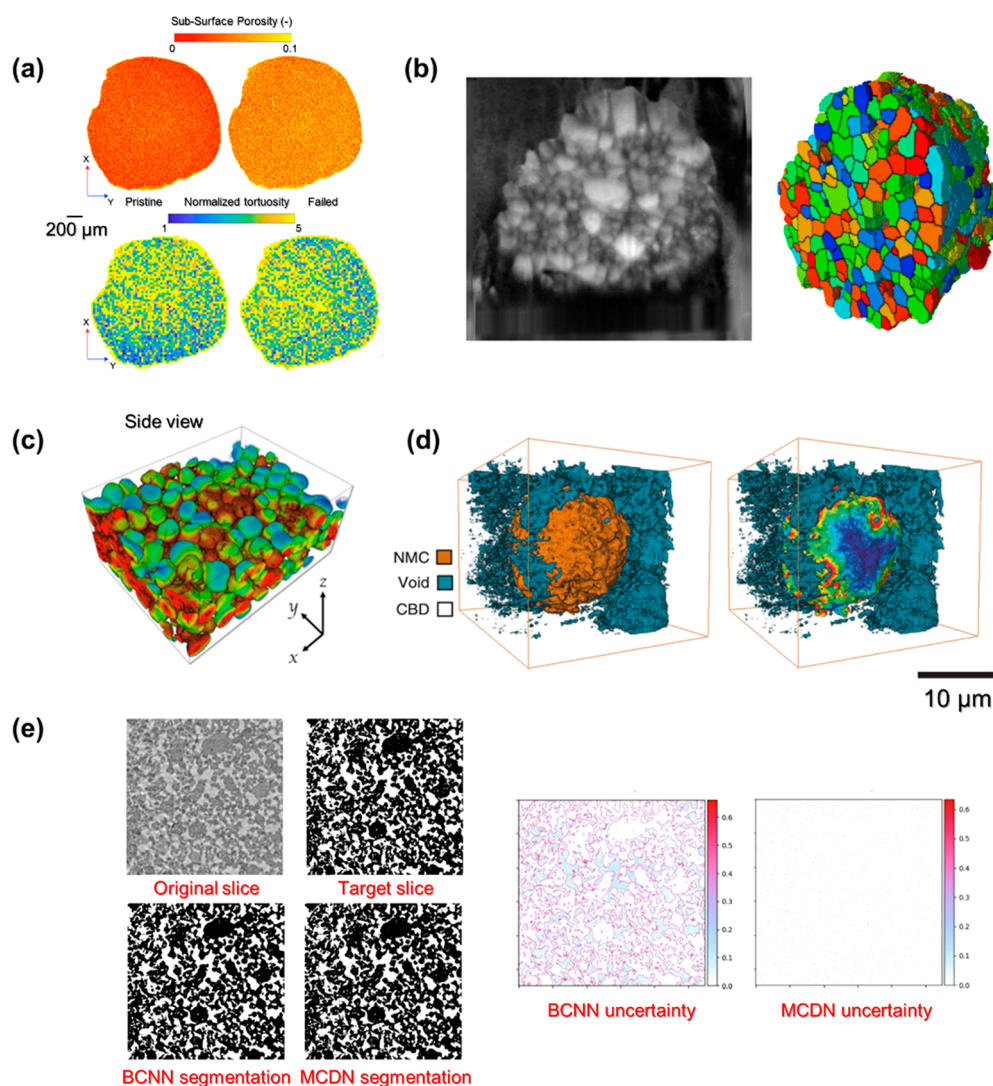 (a)
Sub-Surface Porosity (-)
0 0.1
X
Y
Pristine Normalized tortuosity Failed
200 μm
1 5
X
Y
X
Y
(b)
(c)
Side view
z
y
x
(d)
NMC
Void
CBD
10 μm
(e)
Original slice
Target slice
BCNN segmentation
MCDN segmentation
0.6
0.5
0.4
0.3
0.2
0.1
0.0
BCNN uncertainty
0.6
0.5
0.4
0.3
0.2
0.1
0.0
MCDN uncertainty